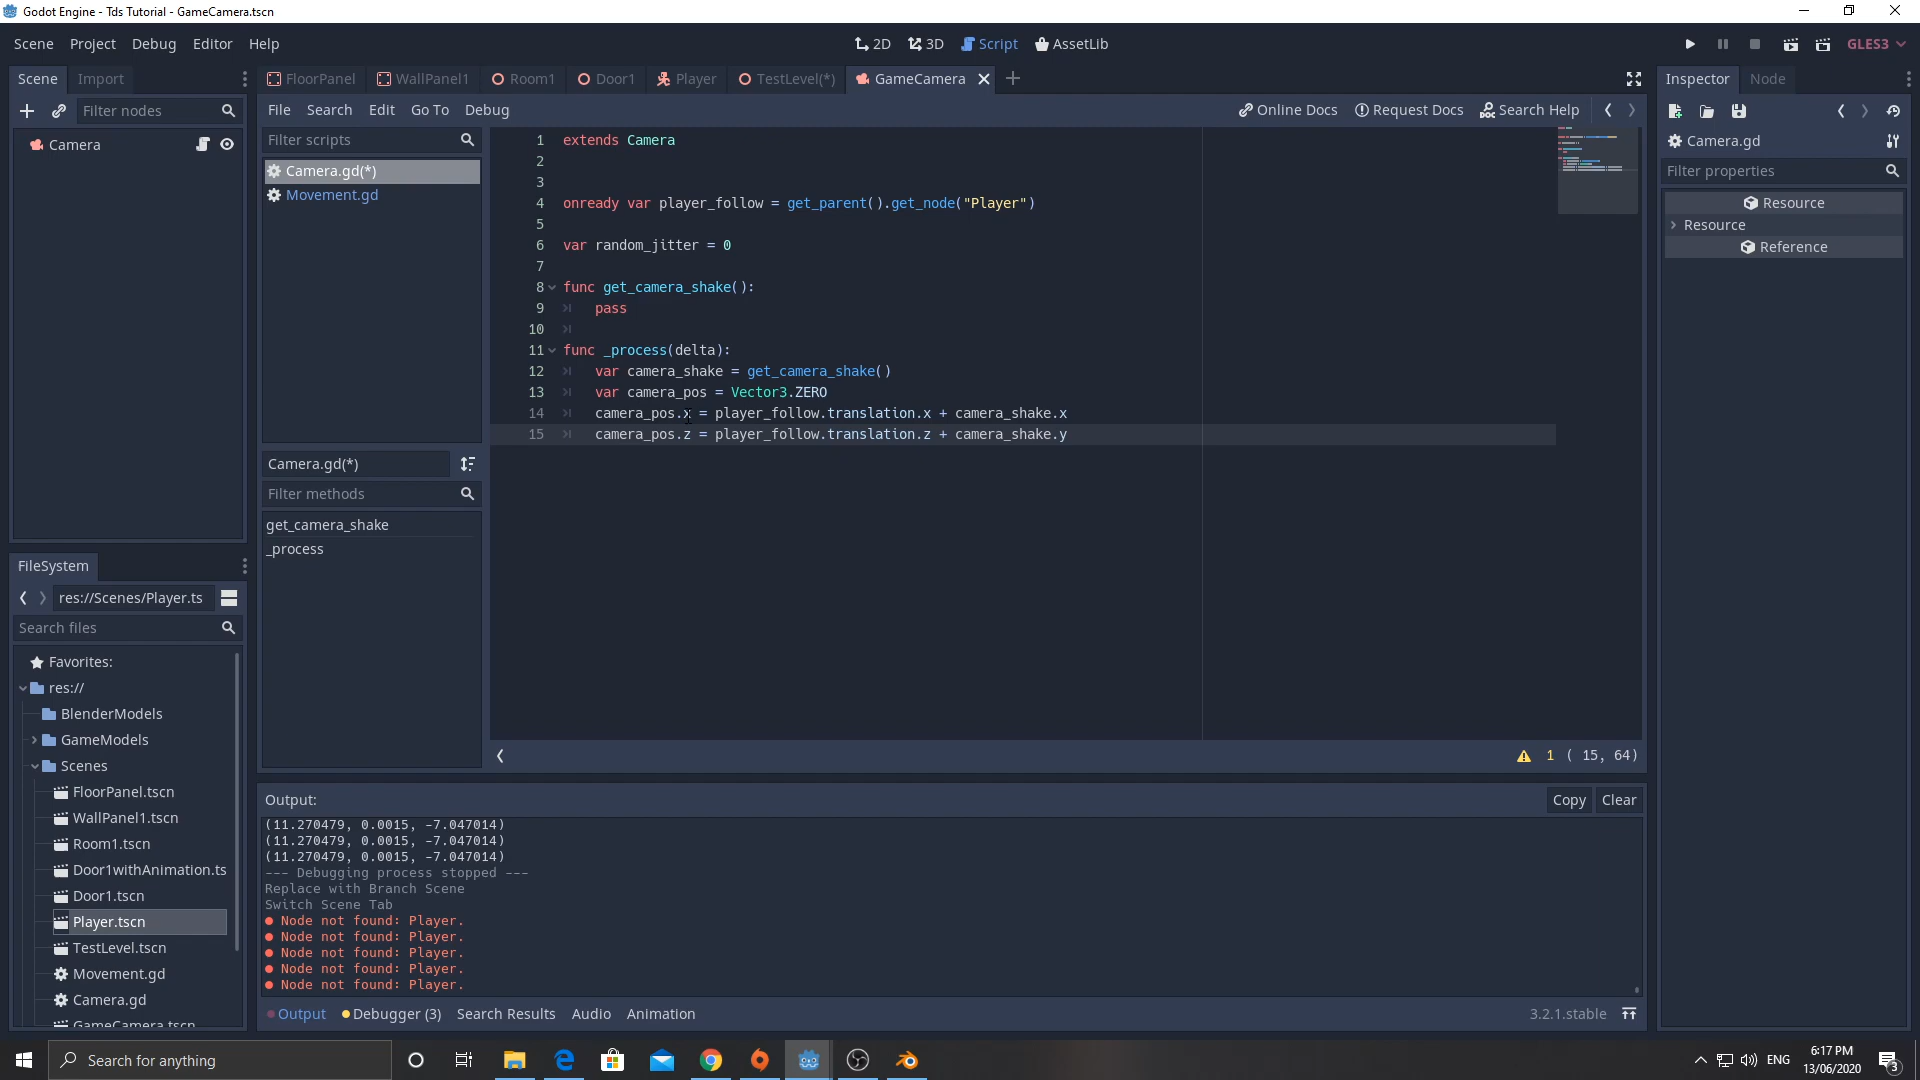 Godot Engine - Tds Tutorial - GameCamera.tscn
Scene Project Debug Editor Help
2D 3D Script AssetLib
GLES3
Scene Import
FloorPanel WallPanel1 Room1 Door1 Player TestLevel(*) GameCamera
Inspector Node
Filter nodes
File Search Edit Go To Debug
Online Docs Request Docs Search Help
Camera
Filter scripts
Camera.gd(*)
Movement.gd
Camera.gd(*)
Filter methods
get_camera_shake
_process
1 extends Camera
2
3
4 onready var player_follow = get_parent().get_node("Player")
5
6 var random_jitter = 0
7
8 func get_camera_shake():
9 pass
10
11 func _process(delta):
12 var camera_shake = get_camera_shake()
13 var camera_pos = Vector3.ZERO
14 camera_pos.x = player_follow.translation.x + camera_shake.x
15 camera_pos.z = player_follow.translation.z + camera_shake.y
1 ( 15, 64)
Camera.gd
Filter properties
Resource
Resource
Reference
FileSystem
res://Scenes/Player.ts
Search files
Favorites:
res://
BlenderModels
GameModels
Scenes
FloorPanel.tscn
WallPanel1.tscn
Room1.tscn
Door1withAnimation.ts
Door1.tscn
Player.tscn
TestLevel.tscn
Movement.gd
Camera.gd
GameCamera.tscn
Output:
Copy Clear
(11.270479, 0.0015, -7.047014)
(11.270479, 0.0015, -7.047014)
(11.270479, 0.0015, -7.047014)
--- Debugging process stopped ---
Replace with Branch Scene
Switch Scene Tab
Node not found: Player.
Node not found: Player.
Node not found: Player.
Node not found: Player.
Node not found: Player.
Output Debugger (3) Search Results Audio Animation
3.2.1.stable
Search for anything
ENG
6:17 PM
13/06/2020
3